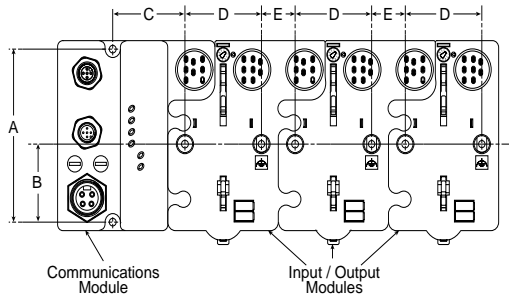 C D E D E D
A
B
Communications
Module
Input / Output
Modules